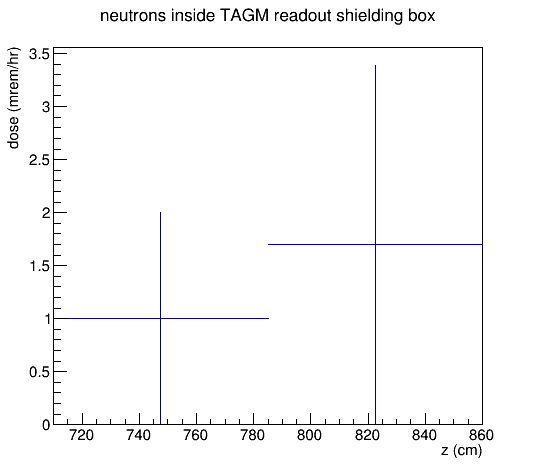 neutrons inside TAGM readout shielding box
dose (mrem/hr)
3.5
3
2.5
2
1.5
1
0.5
0
720 740 760 780 800 820 840 860
z (cm)